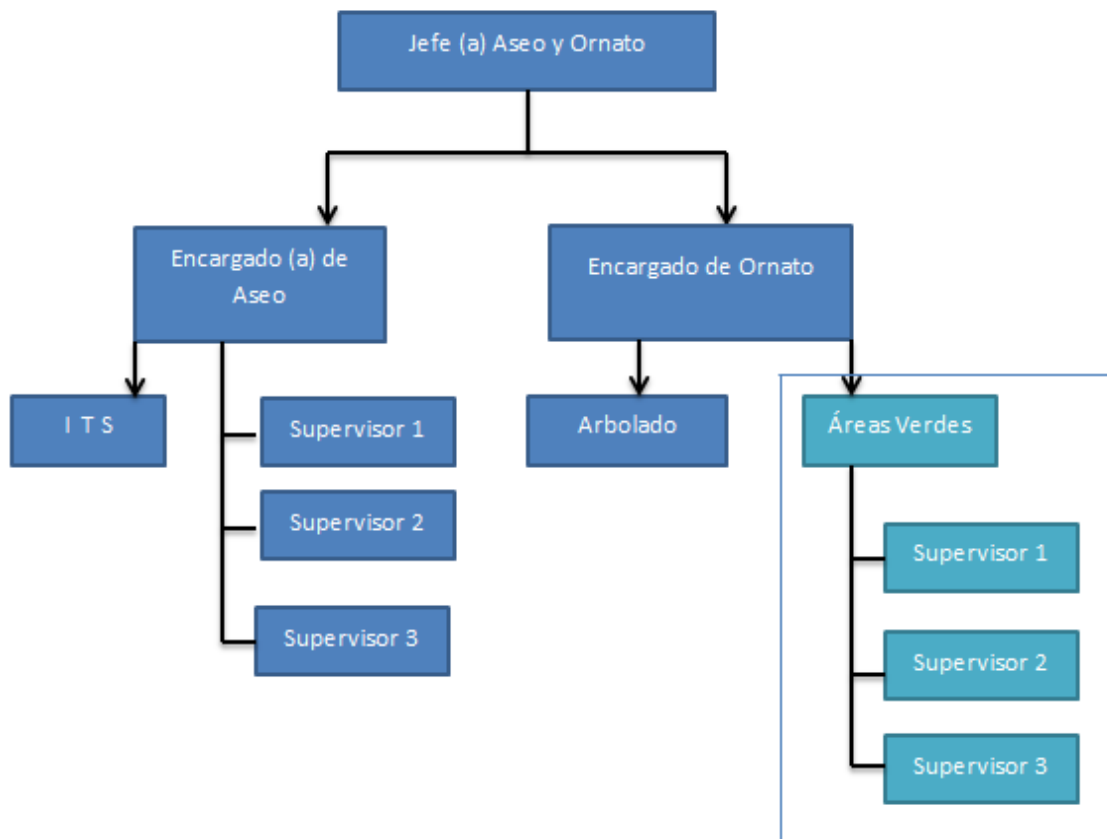 Jefe (a) Aseo y Ornato
Encargado (a) de
Aseo
Encargado de Ornato
I T S
Supervisor 1
Supervisor 2
Supervisor 3
Arbolado
Áreas Verdes
Supervisor 1
Supervisor 2
Supervisor 3